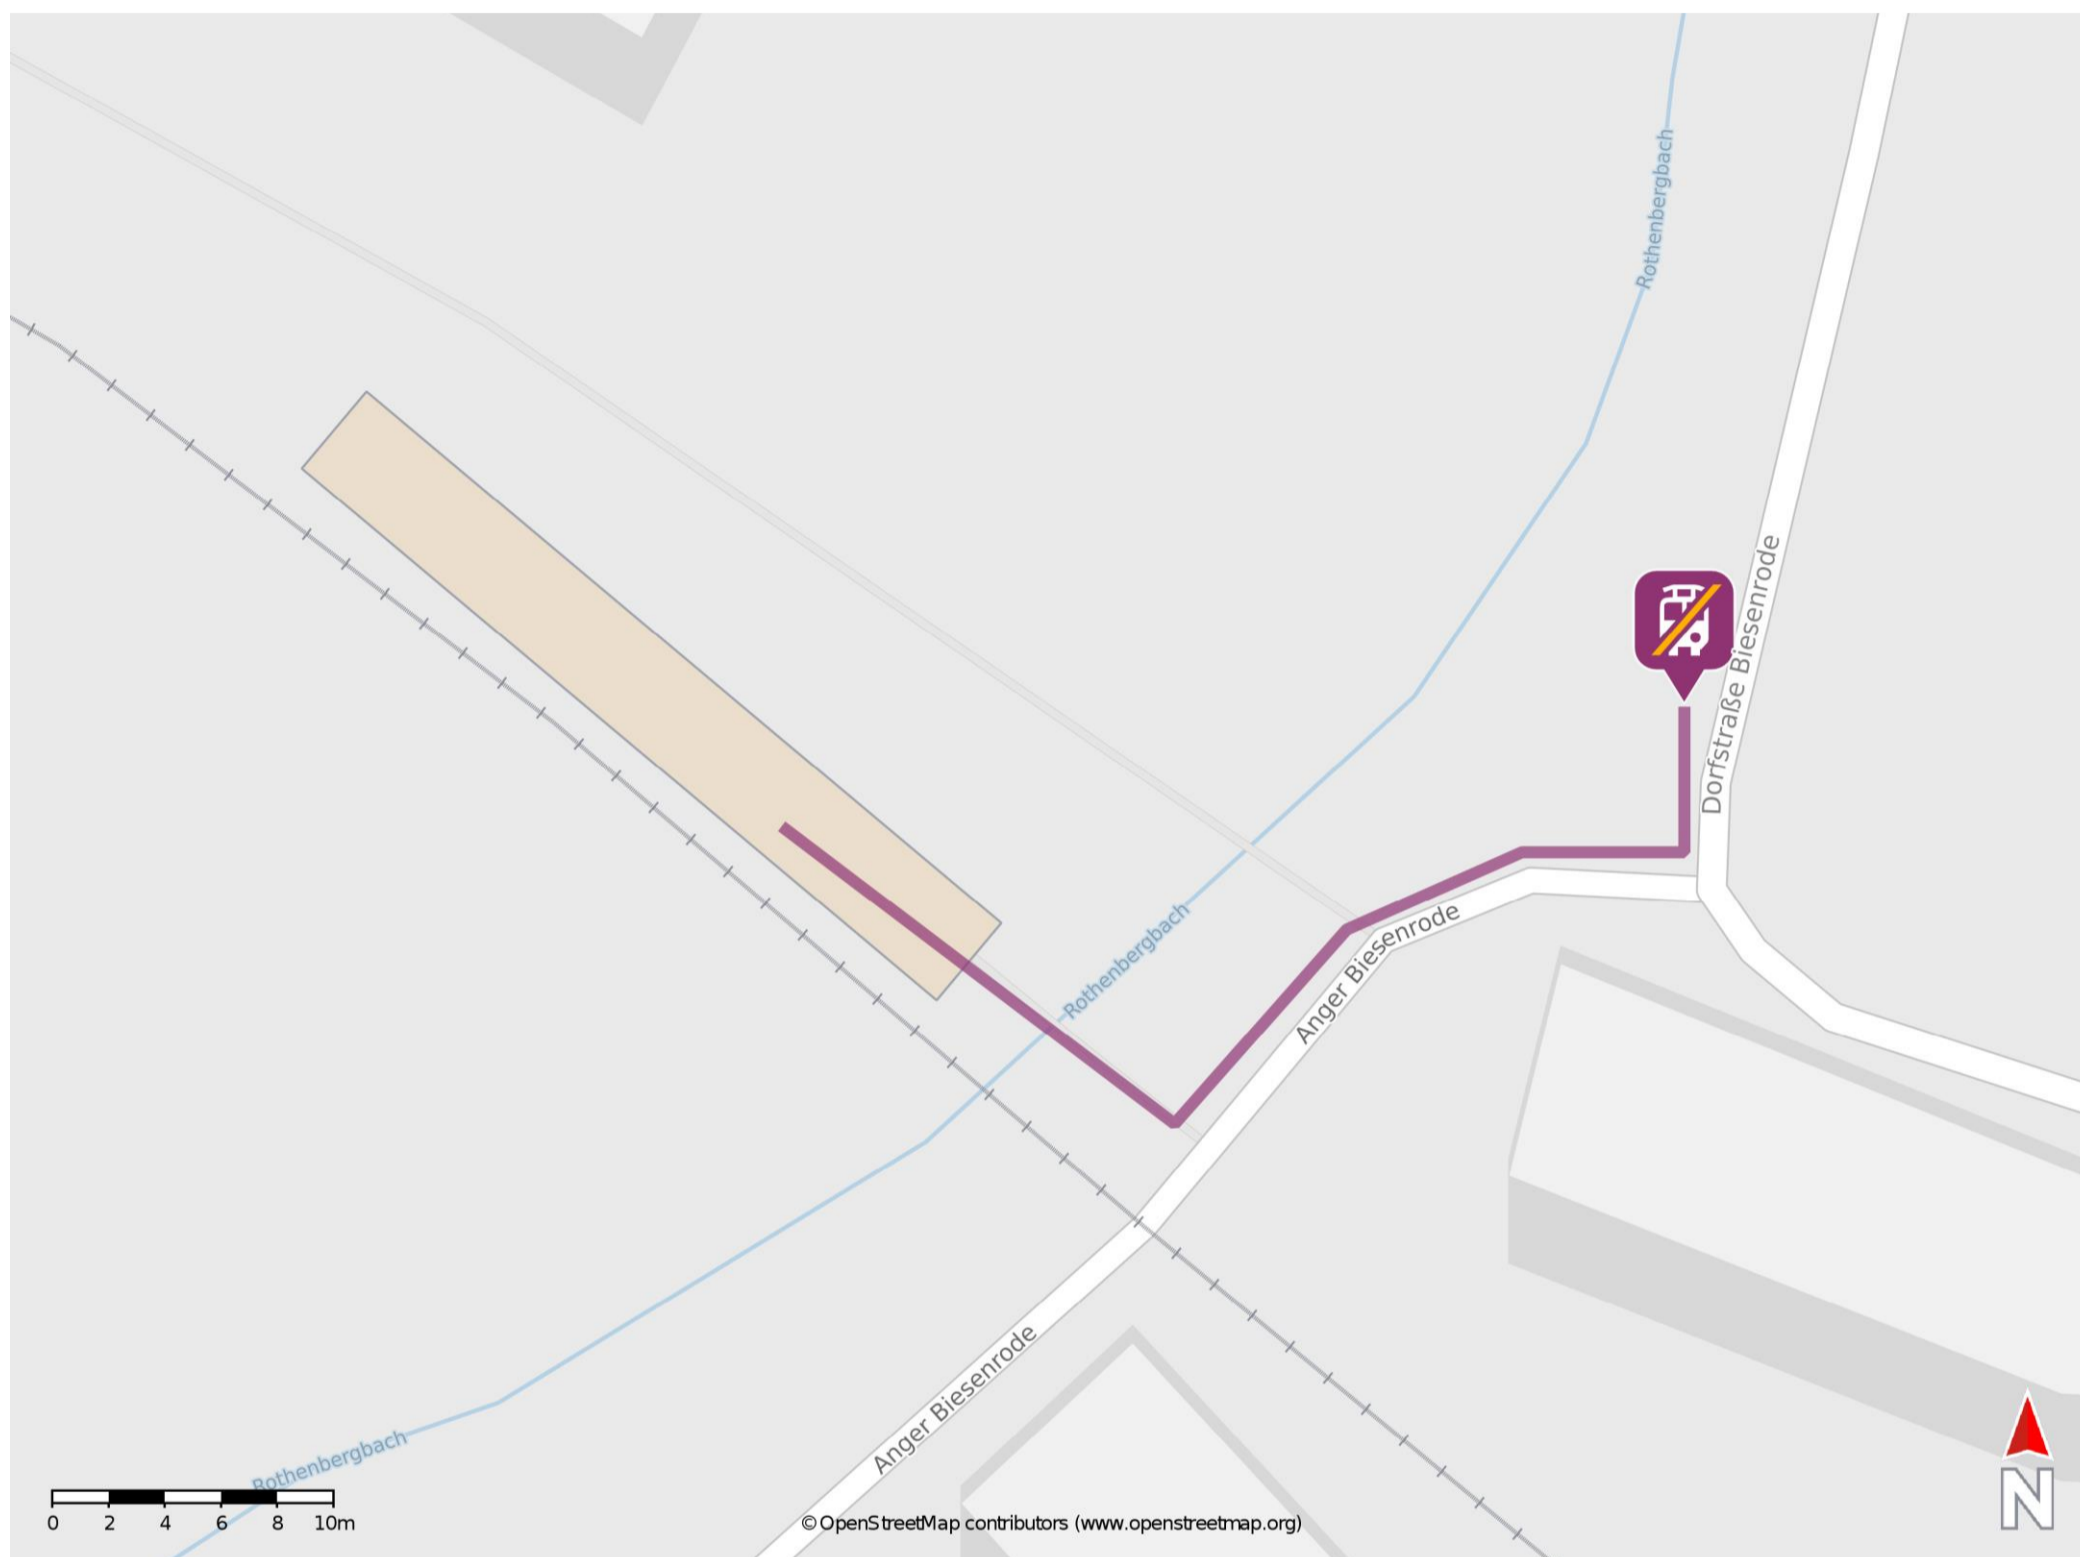 Rothenbergbach
Dorfstraße Biesenrode
Rothenbergbach
Anger Biesenrode
Anger Biesenrode
Rothenbergbach
0 2 4 6 8 10m
© OpenStreetMap contributors (www.openstreetmap.org)
N